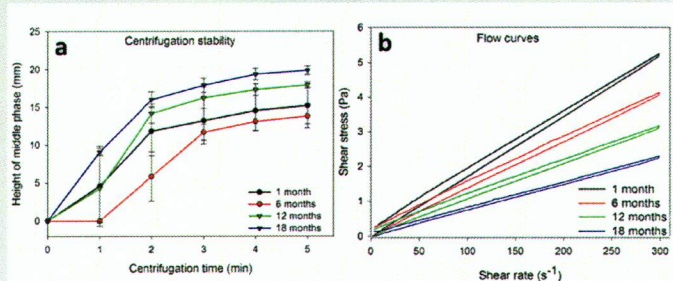 a
Centrifugation stability
Height of middle phase (mm)
25
20
15
10
5
0
1 month
6 months
12 months
18 months
0 1 2 3 4 5
Centrifugation time (min)
b
Flow curves
Shear stress (Pa)
6
5
4
3
2
1
0
1 month
6 months
12 months
18 months
0 50 100 150 200 250 300
Shear rate (s⁻¹)